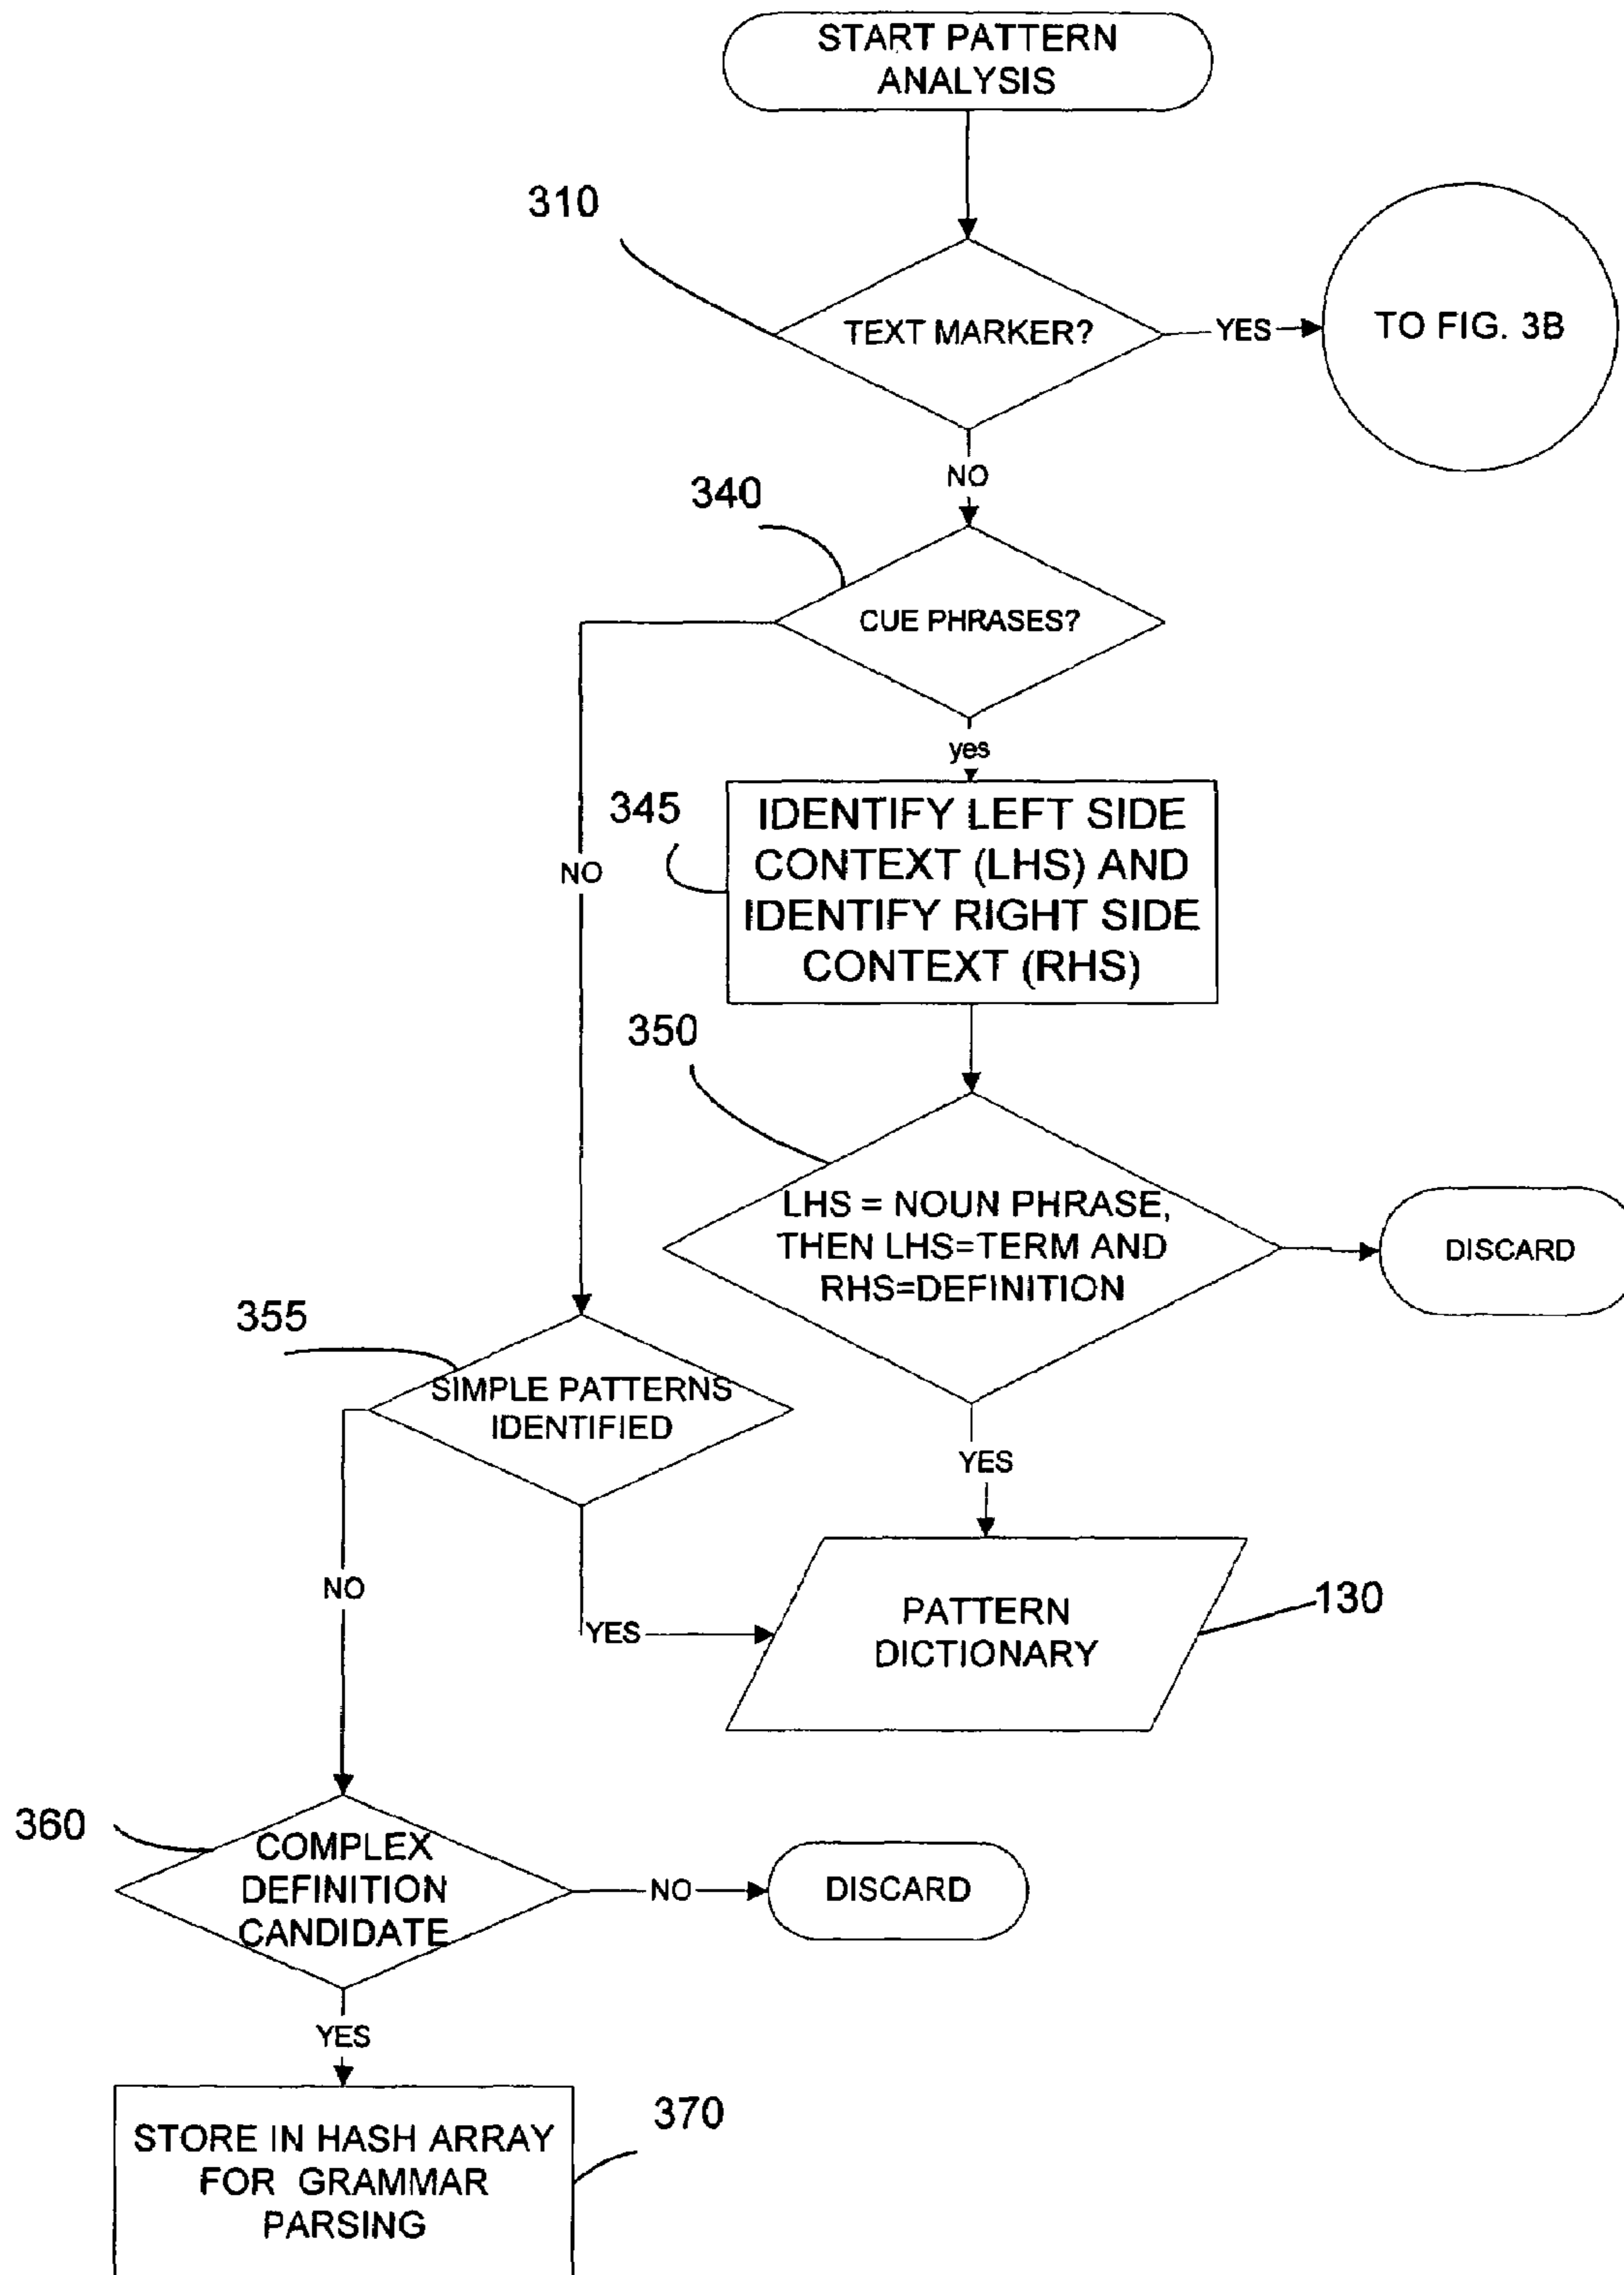 START PATTERN
ANALYSIS
310
TEXT MARKER?
YES
TO FIG. 3B
NO
340
CUE PHRASES?
yes
345
IDENTIFY LEFT SIDE
CONTEXT (LHS) AND
IDENTIFY RIGHT SIDE
CONTEXT (RHS)
NO
350
LHS = NOUN PHRASE,
THEN LHS=TERM AND
RHS=DEFINITION
DISCARD
355
SIMPLE PATTERNS
IDENTIFIED
YES
NO
YES
PATTERN
DICTIONARY
130
360
COMPLEX
DEFINITION
CANDIDATE
NO
DISCARD
YES
370
STORE IN HASH ARRAY
FOR GRAMMAR
PARSING